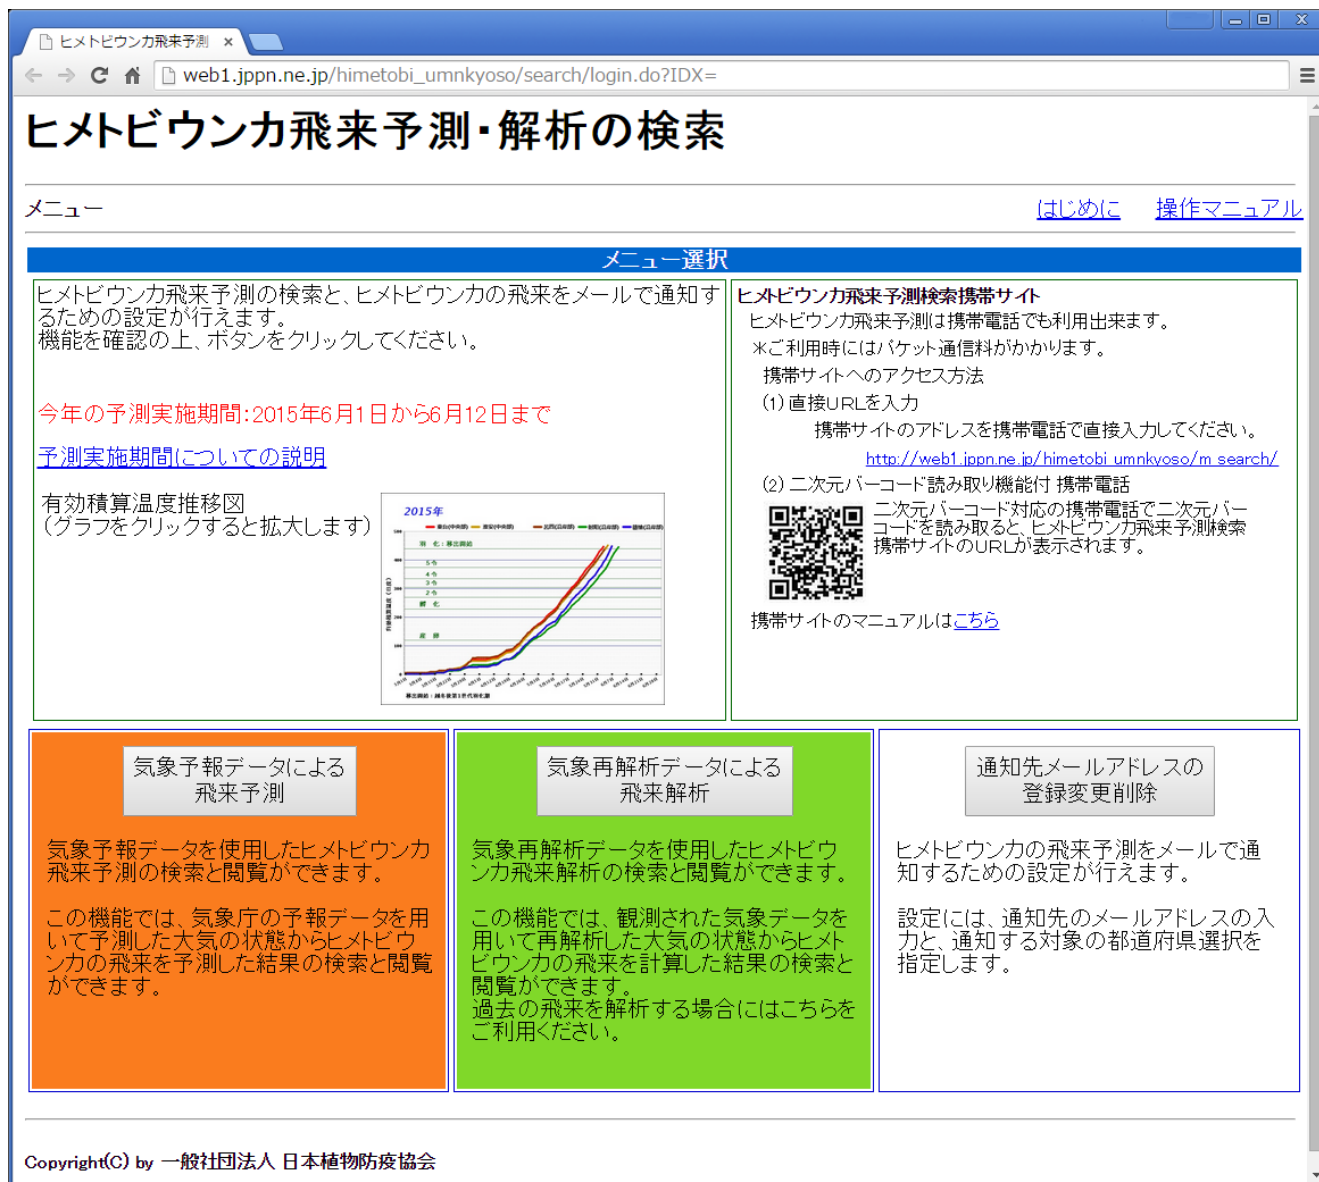 ヒメトビウンカ飛来予測
web1.jppn.ne.jp/himetobi_umnkyoso/search/login.do?IDX=
ヒメトビウンカ飛来予測・解析の検索
メニュー
はじめに 操作マニュアル
メニュー選択
ヒメトビウンカ飛来予測の検索と、ヒメトビウンカの飛来をメールで通知す
るための設定が行えます。
機能を確認の上、ボタンをクリックしてください。
今年の予測実施期間:2015年6月1日から6月12日まで
予測実施期間についての説明
有効積算温度推移図
(グラフをクリックすると拡大します)
2015年
羽 化:移出開始
5令
4令
3令
2令
孵 化
産 卵
ヒメトビウンカ飛来予測検索携帯サイト
ヒメトビウンカ飛来予測は携帯電話でも利用出来ます。
※ご利用時にはパケット通信料がかかります。
携帯サイトへのアクセス方法
(1) 直接URLを入力
携帯サイトのアドレスを携帯電話で直接入力してください。
http://web1.jppn.ne.jp/himetobi_umnkyoso/m_search/
(2) 二次元バーコード読み取り機能付 携帯電話
二次元バーコード対応の携帯電話で二次元バー
コードを読み取ると、ヒメトビウンカ飛来予測検索
携帯サイトのURLが表示されます。
携帯サイトのマニュアルはこちら
気象予報データによる
飛来予測
気象予報データを使用したヒメトビウンカ
飛来予測の検索と閲覧ができます。
この機能では、気象庁の予報データを用
いて予測した大気の状態からヒメトビウ
ンカの飛来を予測した結果の検索と閲覧
ができます。
気象再解析データによる
飛来解析
気象再解析データを使用したヒメトビウ
ンカ飛来解析の検索と閲覧ができます。
この機能では、観測された気象データを
用いて再解析した大気の状態からヒメト
ビウンカの飛来を計算した結果の検索と
閲覧ができます。
過去の飛来を解析する場合にはこちらを
ご利用ください。
通知先メールアドレスの
登録変更削除
ヒメトビウンカの飛来予測をメールで通
知するための設定が行えます。
設定には、通知先のメールアドレスの入
力と、通知する対象の都道府県選択を
指定します。
Copyright(C) by 一般社団法人 日本植物防疫協会